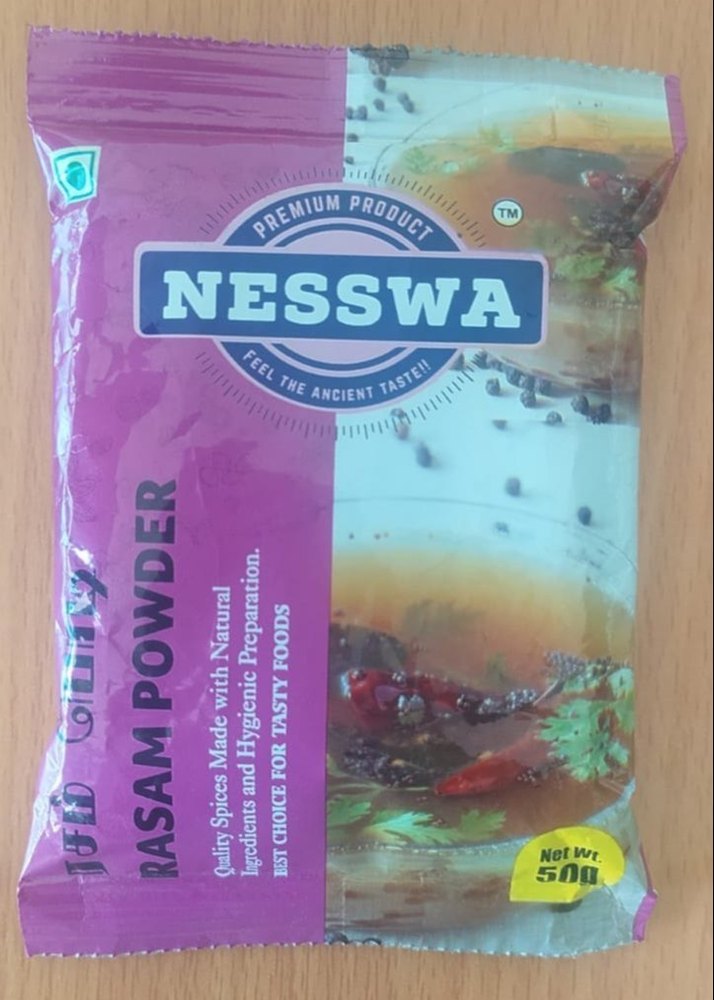 PREMIUM PRODUCT
TM
NESSWA
FEEL THE ANCIENT TASTE!!
ரசம் பொடி
RASAM POWDER
Quality Spices Made with Natural
Ingredients and Hygienic Preparation.
BEST CHOICE FOR TASTY FOODS
Net Wt.
50g